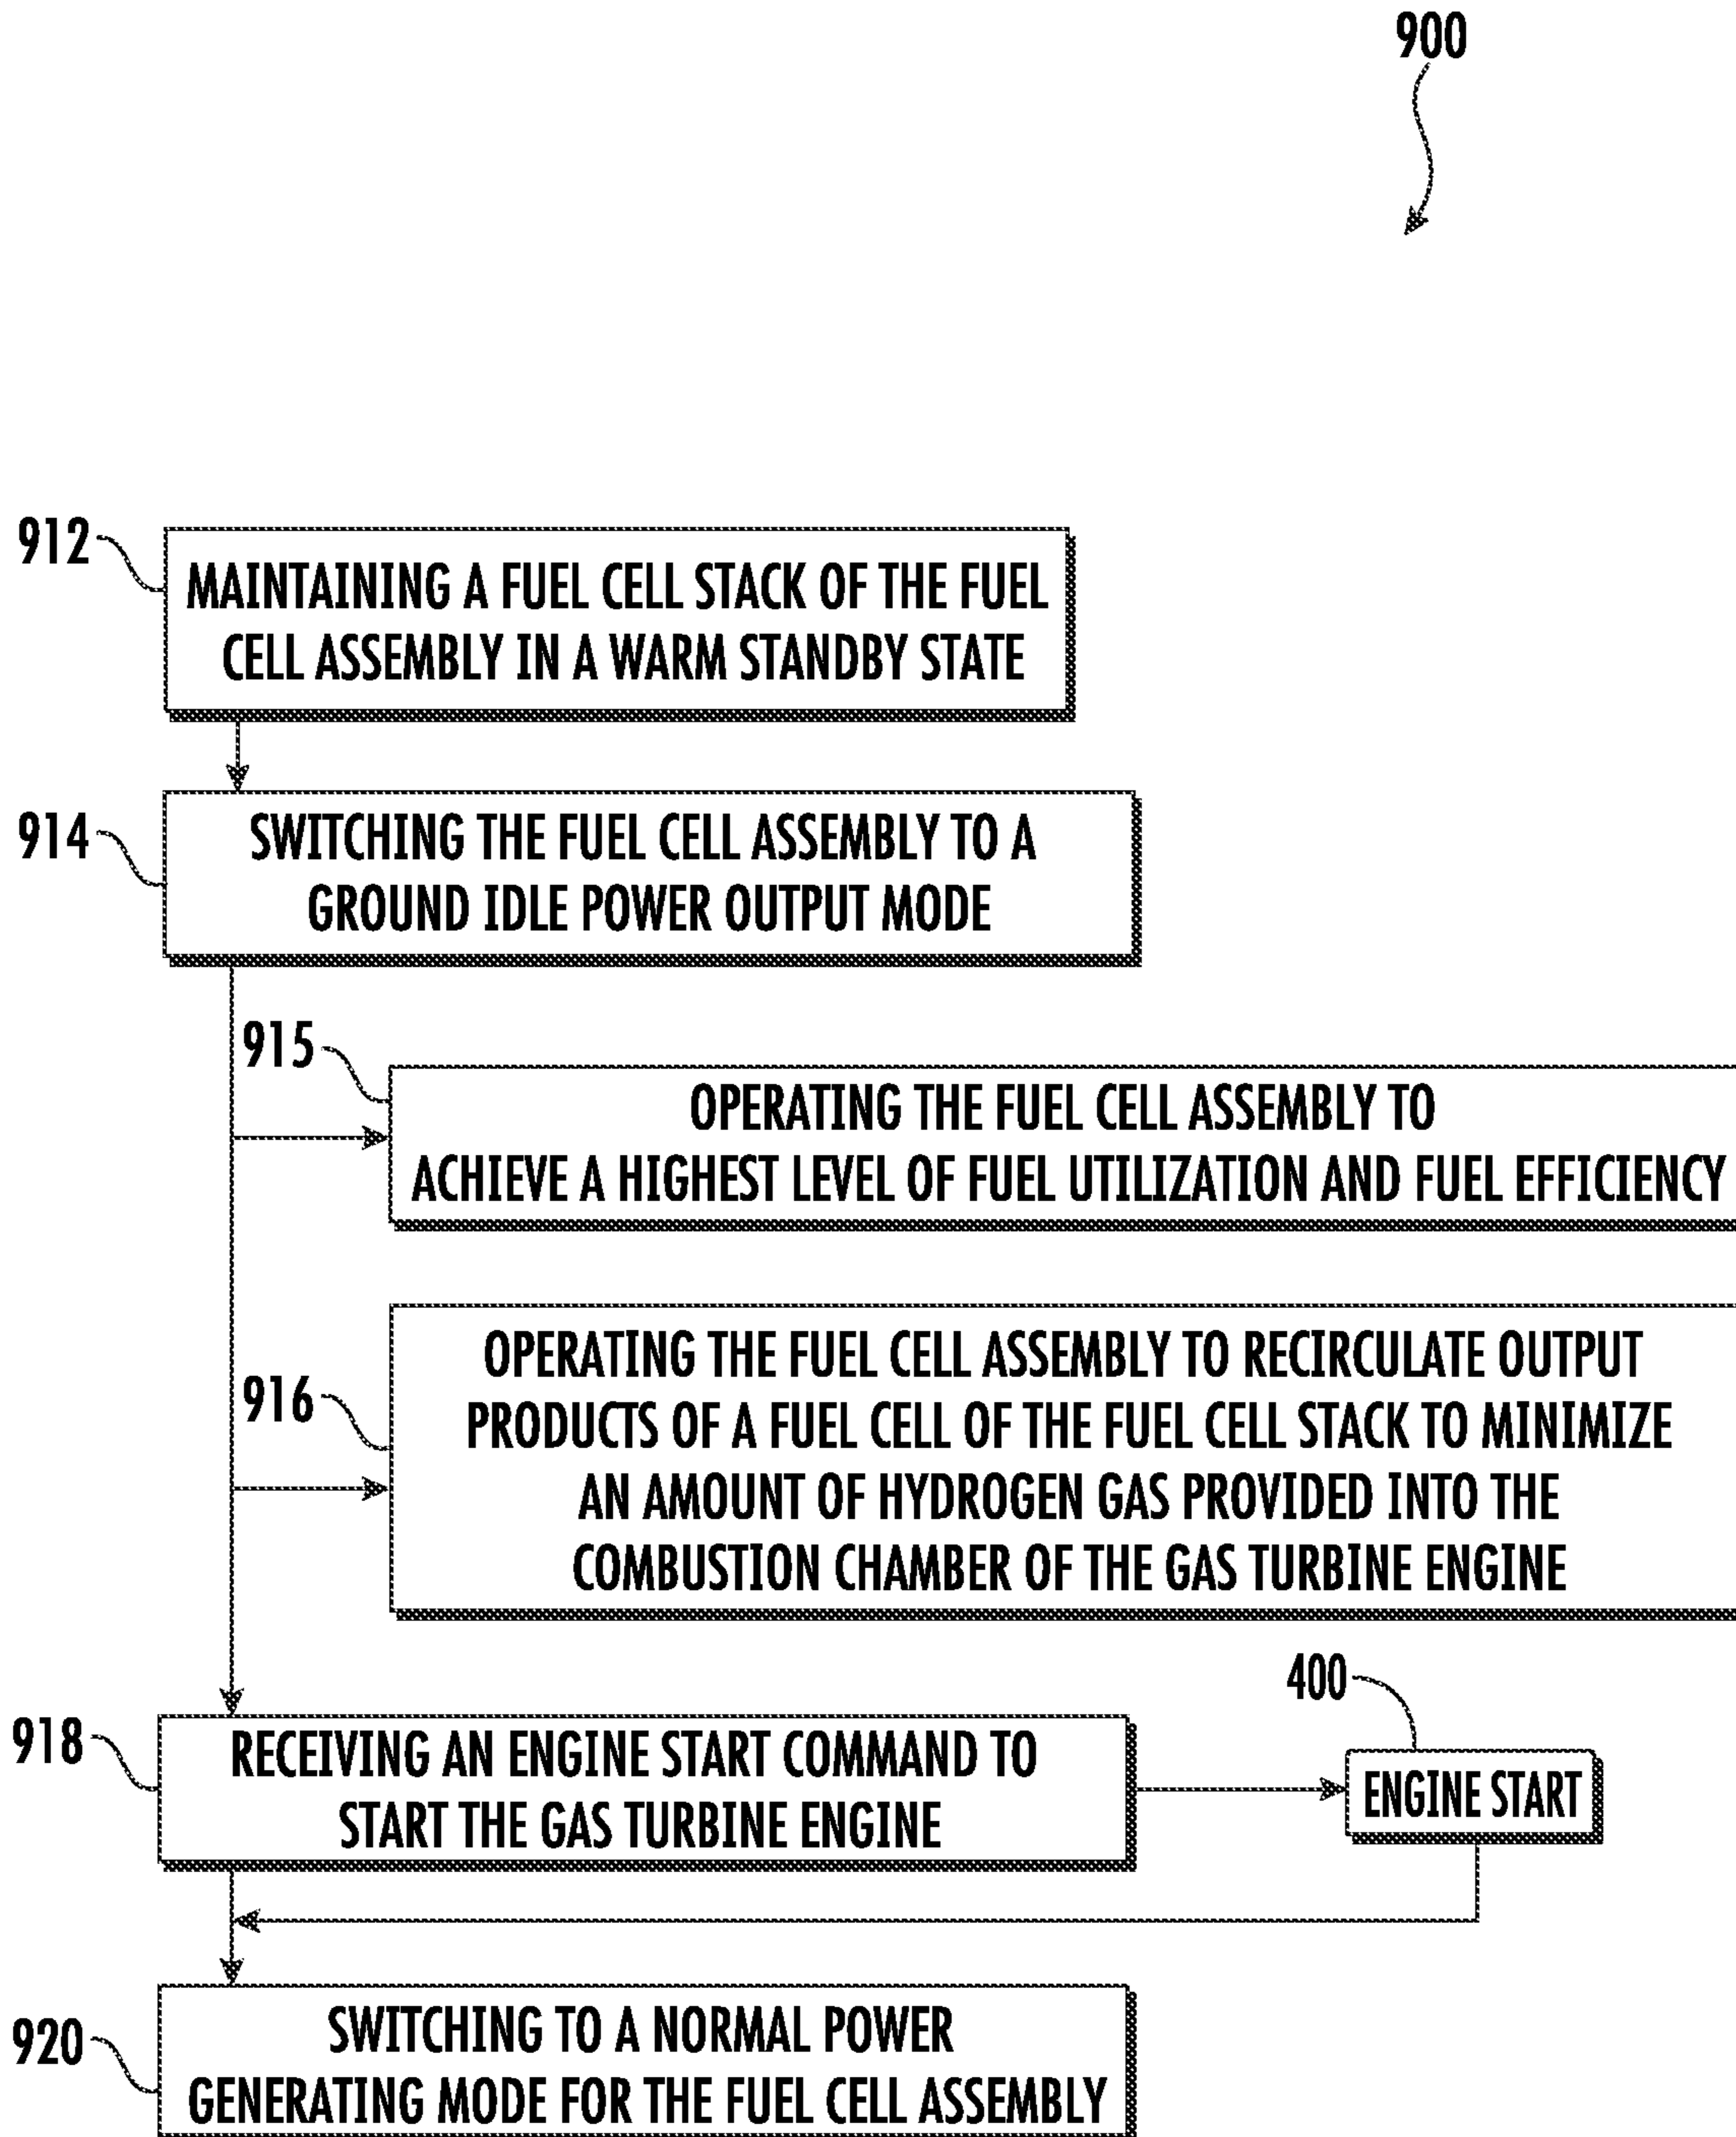 900
912
MAINTAINING A FUEL CELL STACK OF THE FUEL
CELL ASSEMBLY IN A WARM STANDBY STATE
914
SWITCHING THE FUEL CELL ASSEMBLY TO A
GROUND IDLE POWER OUTPUT MODE
915
OPERATING THE FUEL CELL ASSEMBLY TO
ACHIEVE A HIGHEST LEVEL OF FUEL UTILIZATION AND FUEL EFFICIENCY
916
OPERATING THE FUEL CELL ASSEMBLY TO RECIRCULATE OUTPUT
PRODUCTS OF A FUEL CELL OF THE FUEL CELL STACK TO MINIMIZE
AN AMOUNT OF HYDROGEN GAS PROVIDED INTO THE
COMBUSTION CHAMBER OF THE GAS TURBINE ENGINE
918
RECEIVING AN ENGINE START COMMAND TO
START THE GAS TURBINE ENGINE
400
ENGINE START
920
SWITCHING TO A NORMAL POWER
GENERATING MODE FOR THE FUEL CELL ASSEMBLY